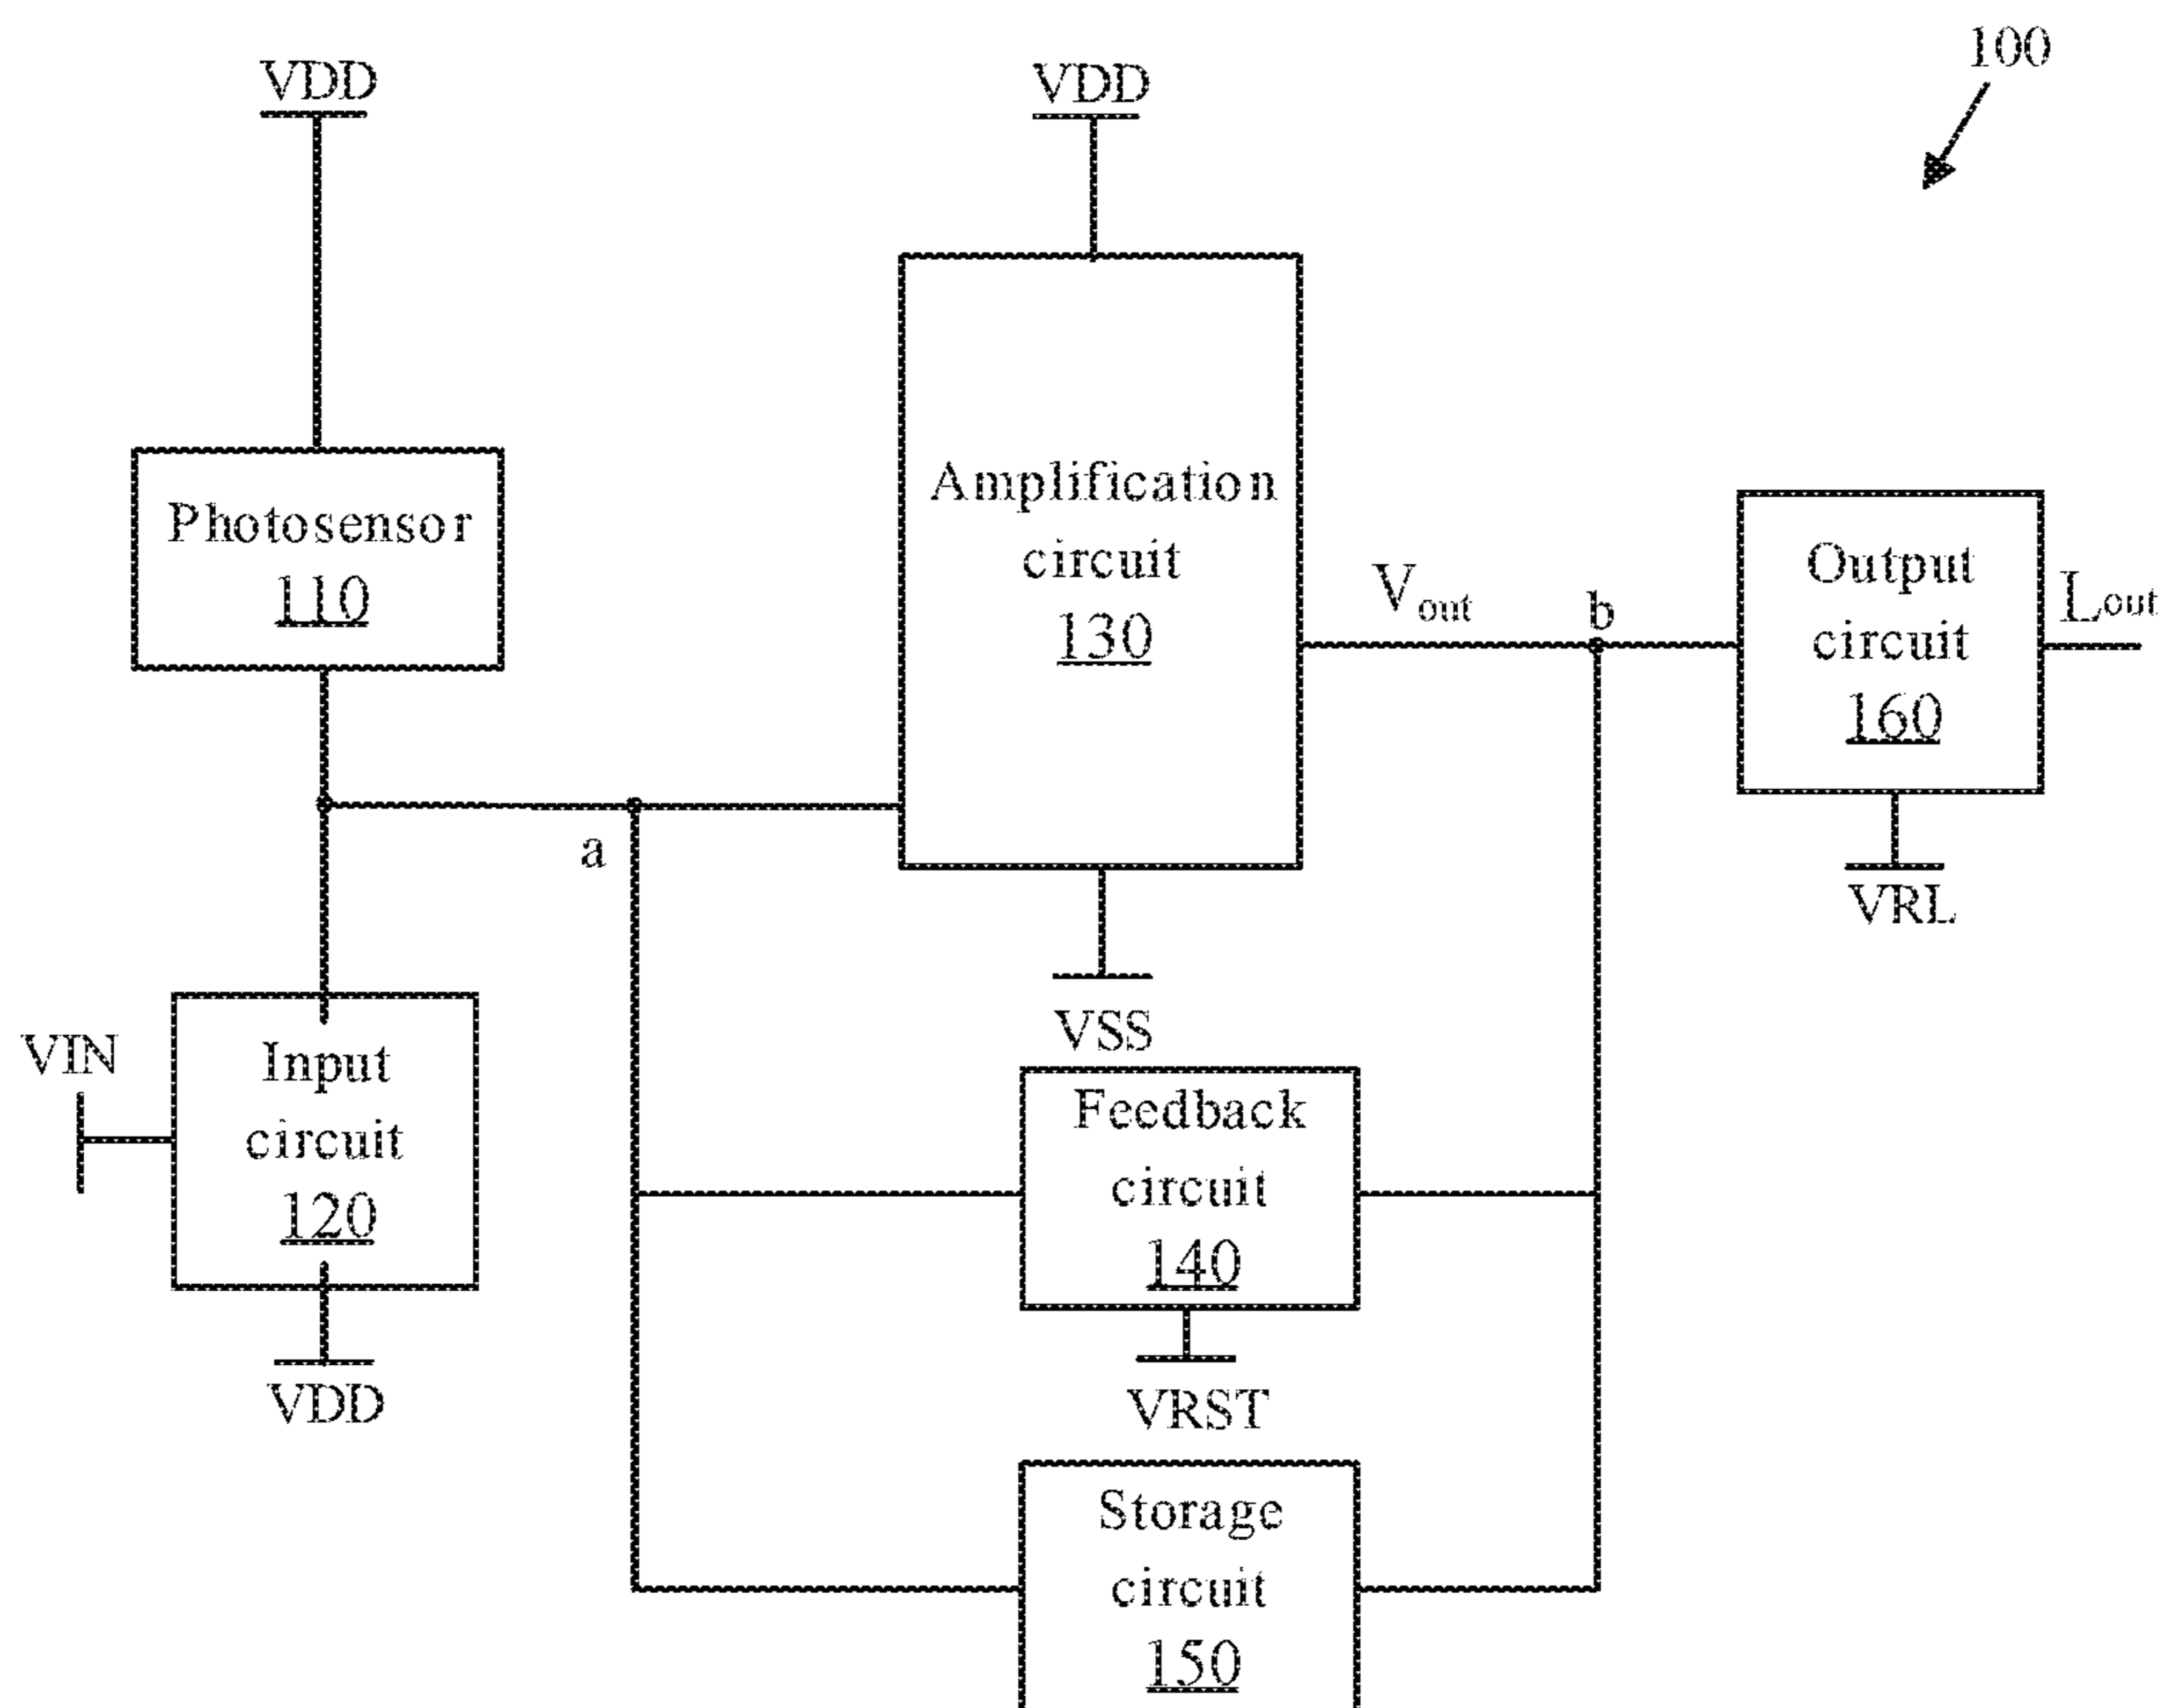 100
VDD
VDD
Photosensor
110
Amplification
circuit
130
Vout
b
Output
circuit
160
Lout
VRL
a
VSS
VIN
Input
circuit
120
VDD
Feedback
circuit
140
VRST
Storage
circuit
150